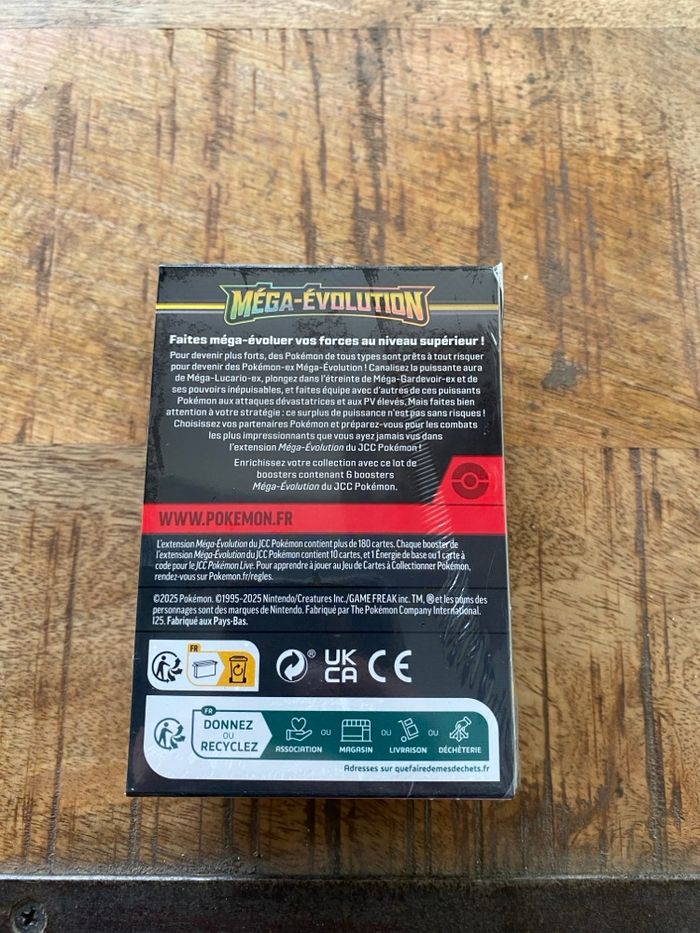 MÉGA-ÉVOLUTION
Faites méga-évoluer vos forces au niveau supérieur !
Pour devenir plus forts, des Pokémon de tous types sont prêts à tout risquer
pour devenir des Pokémon-ex Méga-Évolution ! Canalisez la puissante aura
de Méga-Lucario-ex, plongez dans l'étreinte de Méga-Gardevoir-ex et de
ses pouvoirs inépuisables, et faites équipe avec d'autres de ces puissants
Pokémon aux attaques dévastatrices et aux PV élevés. Mais faites bien
attention à votre stratégie : ce surplus de puissance n'est pas sans risques !
Choisissez vos partenaires Pokémon et préparez-vous pour les combats
les plus impressionnants que vous ayez jamais vus dans
l'extension Méga-Évolution du JCC Pokémon !
Enrichissez votre collection avec ce lot de
boosters contenant 6 boosters
Méga-Évolution du JCC Pokémon.
WWW.POKEMON.FR
L'extension Méga-Évolution du JCC Pokémon contient plus de 180 cartes. Chaque booster de
l'extension Méga-Évolution du JCC Pokémon contient 10 cartes, et 1 Énergie de base ou 1 carte à
code pour le JCC Pokémon Live. Pour apprendre à jouer au Jeu de Cartes à Collectionner Pokémon,
rendez-vous sur Pokemon.fr/regles.
©2025 Pokémon. ©1995-2025 Nintendo/Creatures Inc./GAME FREAK inc. TM, ® et les noms des
personnages sont des marques de Nintendo. Fabriqué par The Pokémon Company International.
125. Fabriqué aux Pays-Bas.
FR
® UK CA CE
FR
DONNEZ
OU
RECYCLEZ
ASSOCIATION OU MAGASIN OU LIVRAISON OU DÉCHÈTERIE
Adresses sur quefairedemesdechets.fr